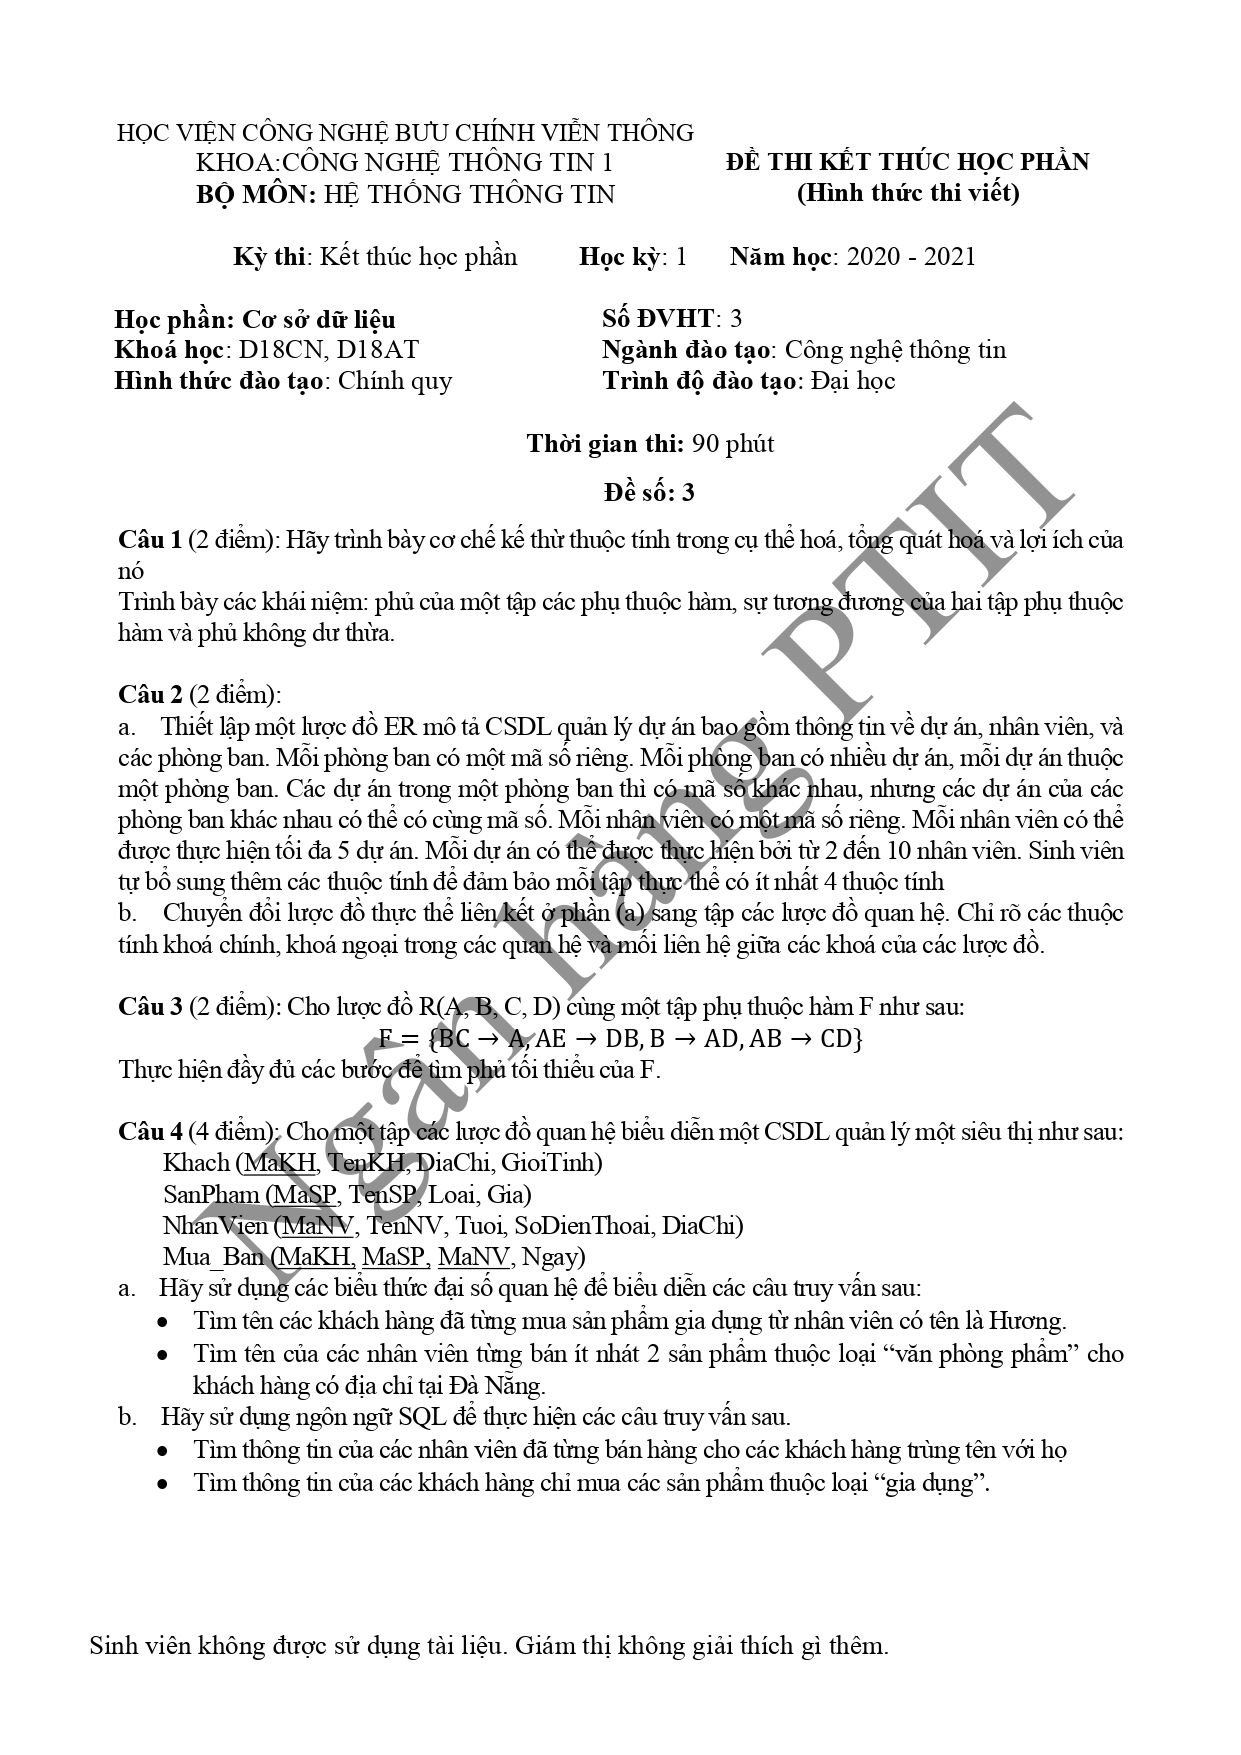 HỌC VIỆN CÔNG NGHỆ BƯU CHÍNH VIỄN THÔNG
KHOA:CÔNG NGHỆ THÔNG TIN 1
BỘ MÔN: HỆ THỐNG THÔNG TIN
ĐỀ THI KẾT THÚC HỌC PHẦN
(Hình thức thi viết)
Kỳ thi: Kết thúc học phần Học kỳ: 1 Năm học: 2020 - 2021
Học phần: Cơ sở dữ liệu Số ĐVHT: 3
Khoá học: D18CN, D18AT Ngành đào tạo: Công nghệ thông tin
Hình thức đào tạo: Chính quy Trình độ đào tạo: Đại học
Thời gian thi: 90 phút
Đề số: 3
Câu 1 (2 điểm): Hãy trình bày cơ chế kế thừ thuộc tính trong cụ thể hoá, tổng quát hoá và lợi ích của
nó
Trình bày các khái niệm: phủ của một tập các phụ thuộc hàm, sự tương đương của hai tập phụ thuộc
hàm và phủ không dư thừa.
Câu 2 (2 điểm):
a. Thiết lập một lược đồ ER mô tả CSDL quản lý dự án bao gồm thông tin về dự án, nhân viên, và
các phòng ban. Mỗi phòng ban có một mã số riêng. Mỗi phòng ban có nhiều dự án, mỗi dự án thuộc
một phòng ban. Các dự án trong một phòng ban thì có mã số khác nhau, nhưng các dự án của các
phòng ban khác nhau có thể có cùng mã số. Mỗi nhân viên có một mã số riêng. Mỗi nhân viên có thể
được thực hiện tối đa 5 dự án. Mỗi dự án có thể được thực hiện bởi từ 2 đến 10 nhân viên. Sinh viên
tự bổ sung thêm các thuộc tính để đảm bảo mỗi tập thực thể có ít nhất 4 thuộc tính
b. Chuyển đổi lược đồ thực thể liên kết ở phần (a) sang tập các lược đồ quan hệ. Chỉ rõ các thuộc
tính khoá chính, khoá ngoại trong các quan hệ và mối liên hệ giữa các khoá của các lược đồ.
Câu 3 (2 điểm): Cho lược đồ R(A, B, C, D) cùng một tập phụ thuộc hàm F như sau:
F = {BC → A, AE → DB, B → AD, AB → CD}
Thực hiện đầy đủ các bước để tìm phủ tối thiểu của F.
Câu 4 (4 điểm): Cho một tập các lược đồ quan hệ biểu diễn một CSDL quản lý một siêu thị như sau:
Khach (MaKH, TenKH, DiaChi, GioiTinh)
SanPham (MaSP, TenSP, Loai, Gia)
NhanVien (MaNV, TenNV, Tuoi, SoDienThoai, DiaChi)
Mua_Ban (MaKH, MaSP, MaNV, Ngay)
a. Hãy sử dụng các biểu thức đại số quan hệ để biểu diễn các câu truy vấn sau:
• Tìm tên các khách hàng đã từng mua sản phẩm gia dụng từ nhân viên có tên là Hương.
• Tìm tên của các nhân viên từng bán ít nhát 2 sản phẩm thuộc loại “văn phòng phẩm” cho
khách hàng có địa chỉ tại Đà Nẵng.
b. Hãy sử dụng ngôn ngữ SQL để thực hiện các câu truy vấn sau.
• Tìm thông tin của các nhân viên đã từng bán hàng cho các khách hàng trùng tên với họ
• Tìm thông tin của các khách hàng chỉ mua các sản phẩm thuộc loại “gia dụng”.
Sinh viên không được sử dụng tài liệu. Giám thị không giải thích gì thêm.
Ngân hàng PTIT